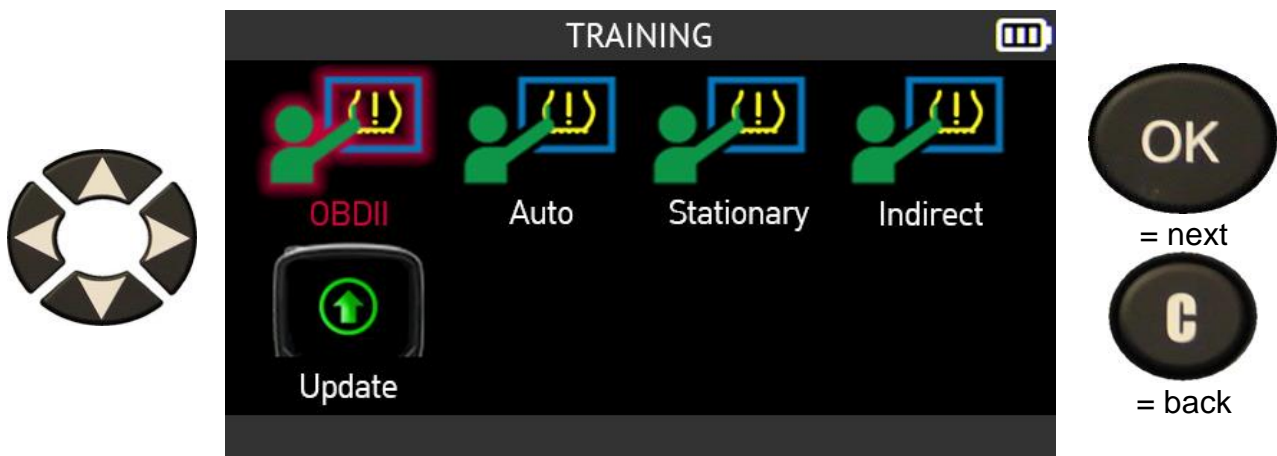 TRAINING
OBDII Auto Stationary Indirect
Update
OK
= next
C
= back